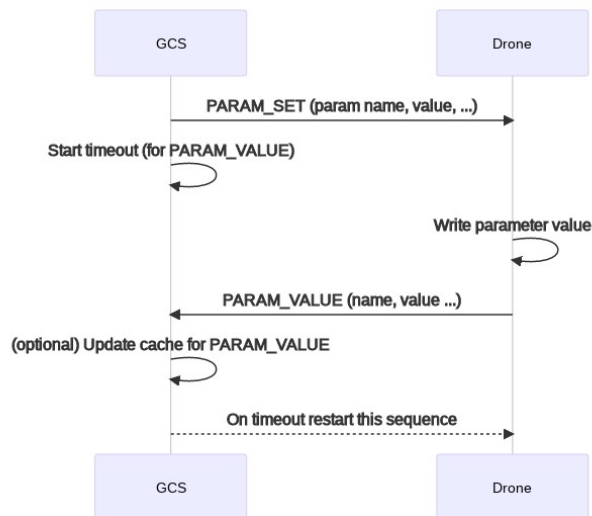 GCS
Drone
PARAM_SET (param name, value, ...)
Start timeout (for PARAM_VALUE)
Write parameter value
PARAM_VALUE (name, value ...)
(optional) Update cache for PARAM_VALUE
On timeout restart this sequence
GCS
Drone